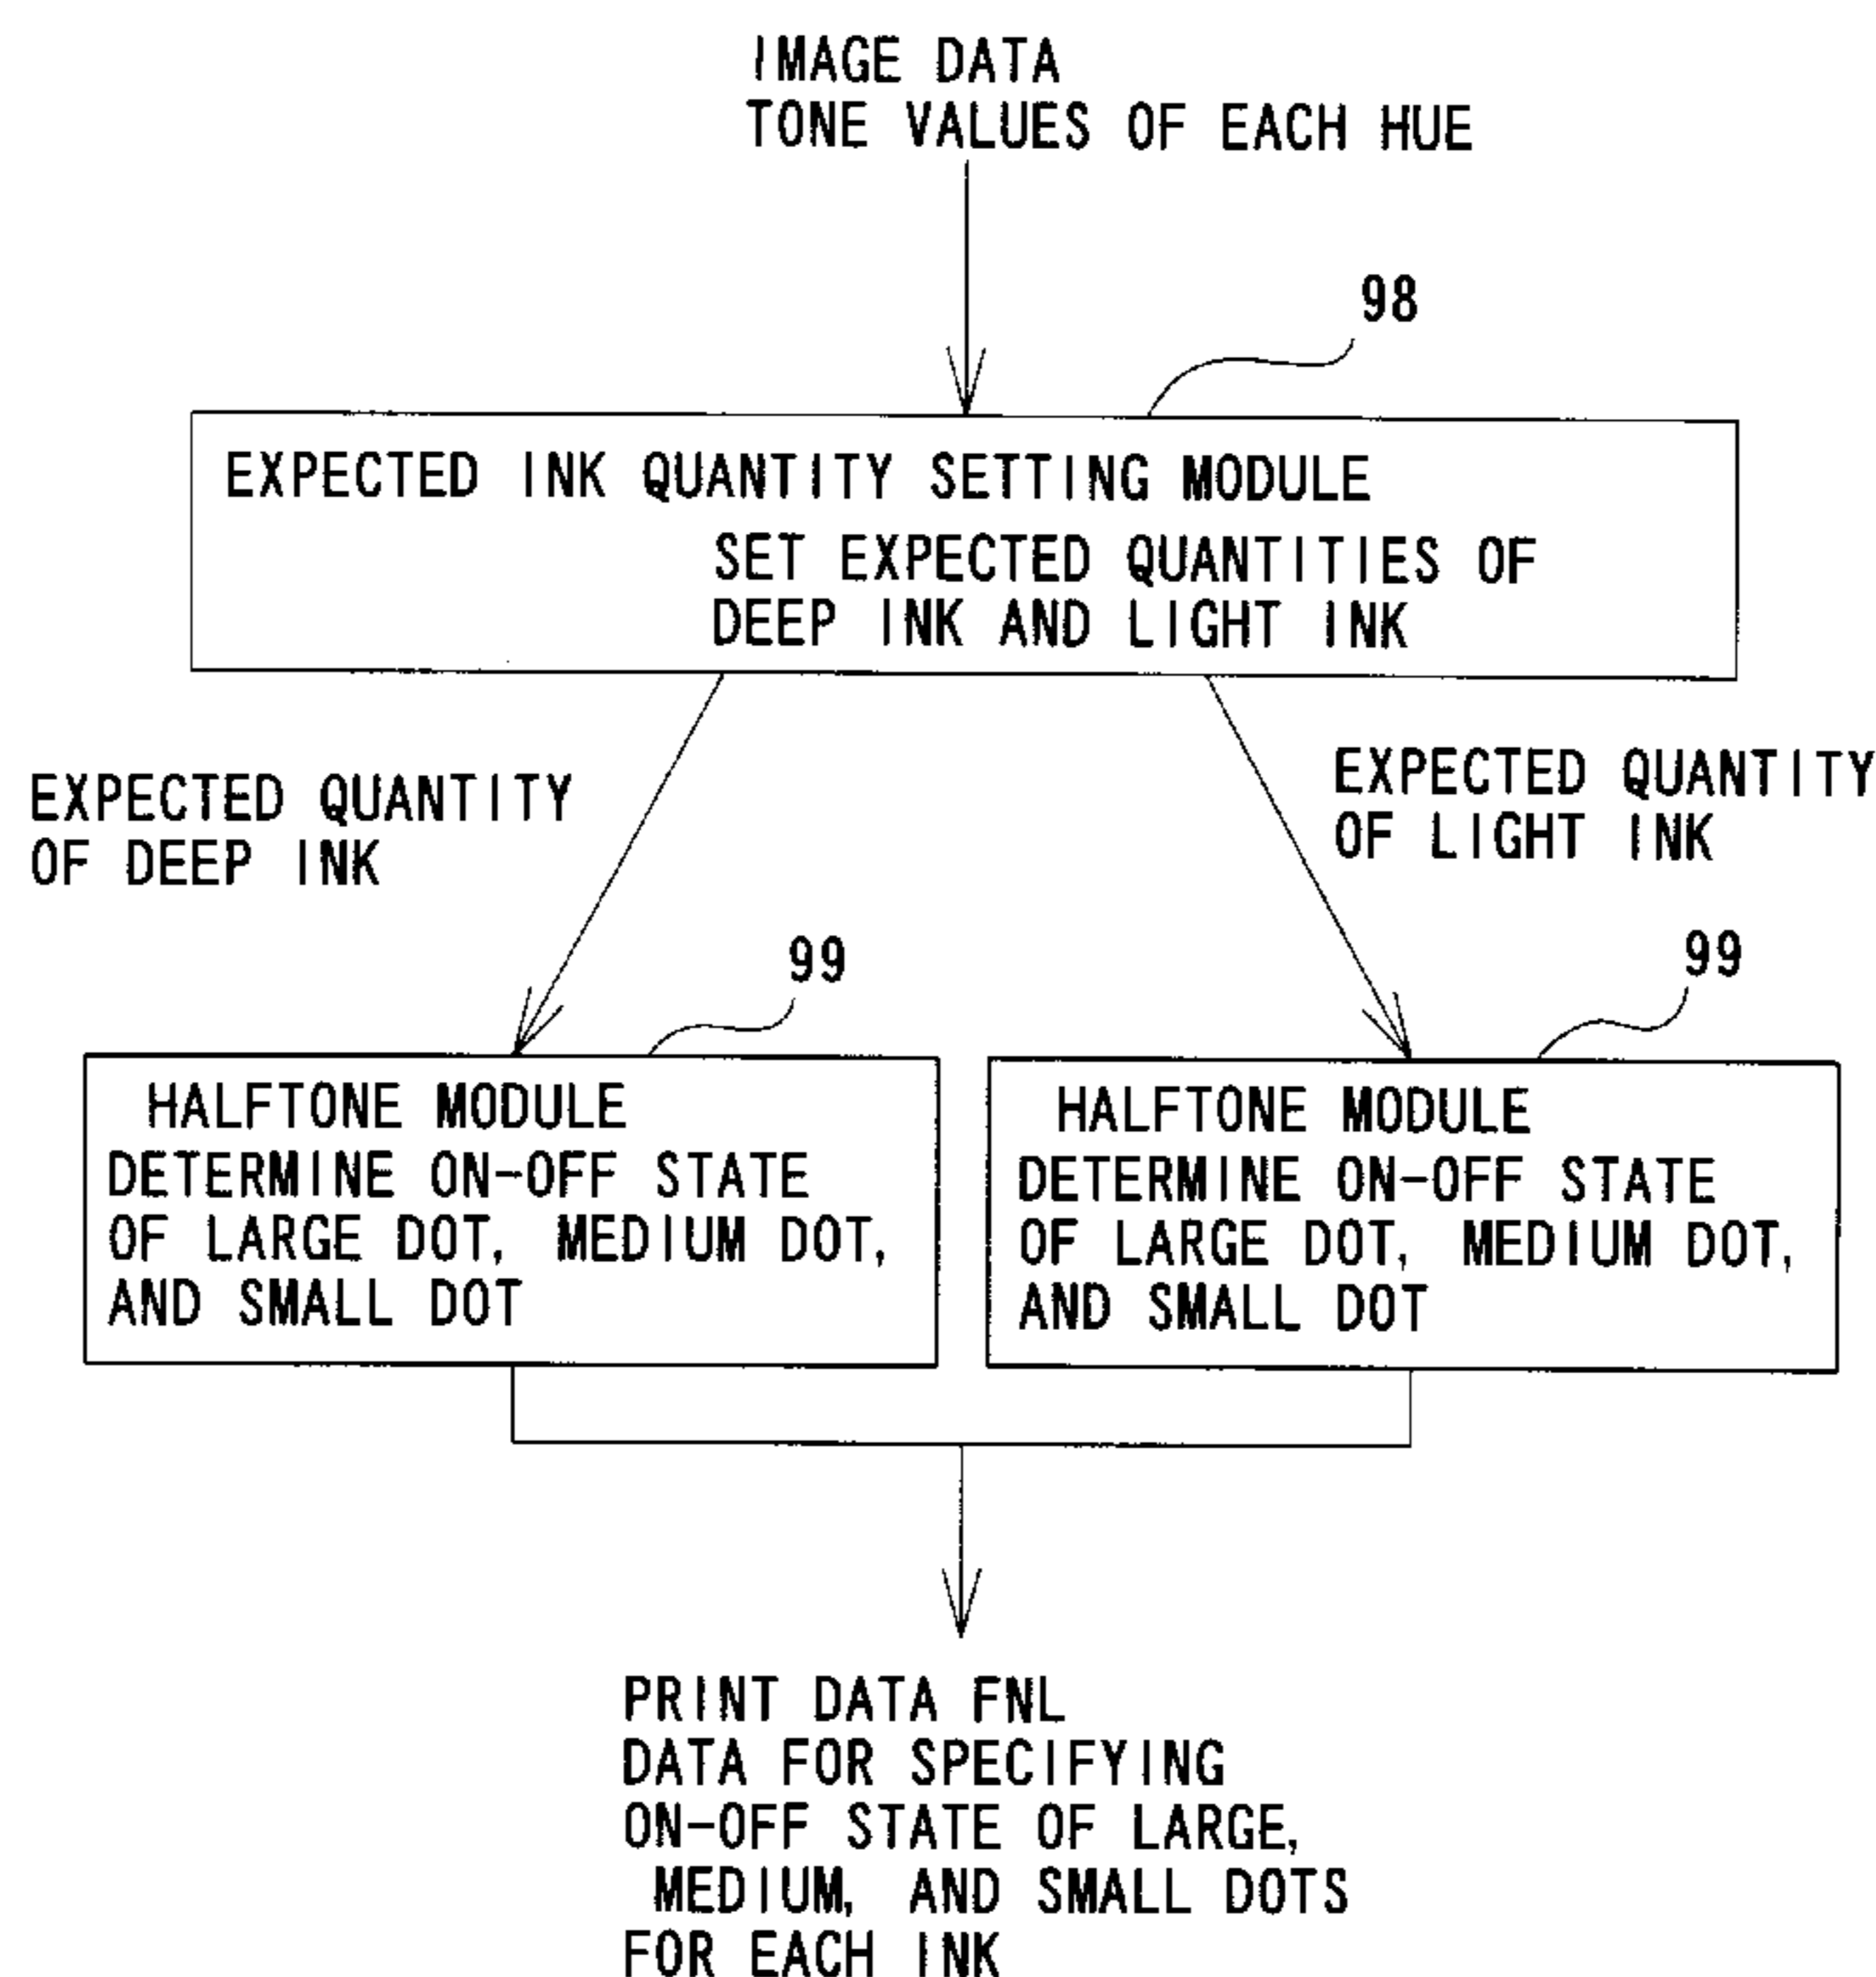 IMAGE DATA
TONE VALUES OF EACH HUE
98
EXPECTED INK QUANTITY SETTING MODULE
SET EXPECTED QUANTITIES OF
DEEP INK AND LIGHT INK
EXPECTED QUANTITY
OF DEEP INK
EXPECTED QUANTITY
OF LIGHT INK
99
HALFTONE MODULE
DETERMINE ON-OFF STATE
OF LARGE DOT, MEDIUM DOT,
AND SMALL DOT
99
HALFTONE MODULE
DETERMINE ON-OFF STATE
OF LARGE DOT, MEDIUM DOT,
AND SMALL DOT
PRINT DATA FNL
DATA FOR SPECIFYING
ON-OFF STATE OF LARGE,
MEDIUM, AND SMALL DOTS
FOR EACH INK